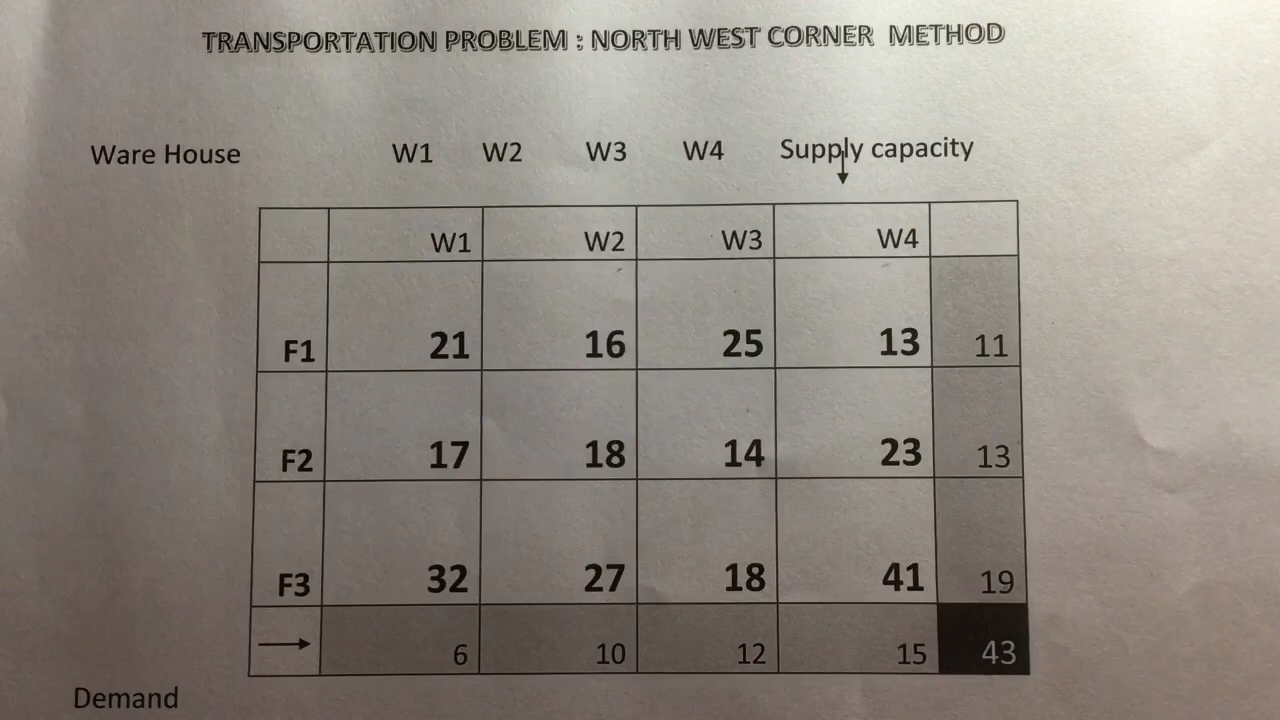 TRANSPORTATION PROBLEM : NORTH WEST CORNER METHOD
Ware House W1 W2 W3 W4 Supply capacity
W1 W2 W3 W4
F1 21 16 25 13 11
F2 17 18 14 23 13
F3 32 27 18 41 19
6 10 12 15 43
Demand